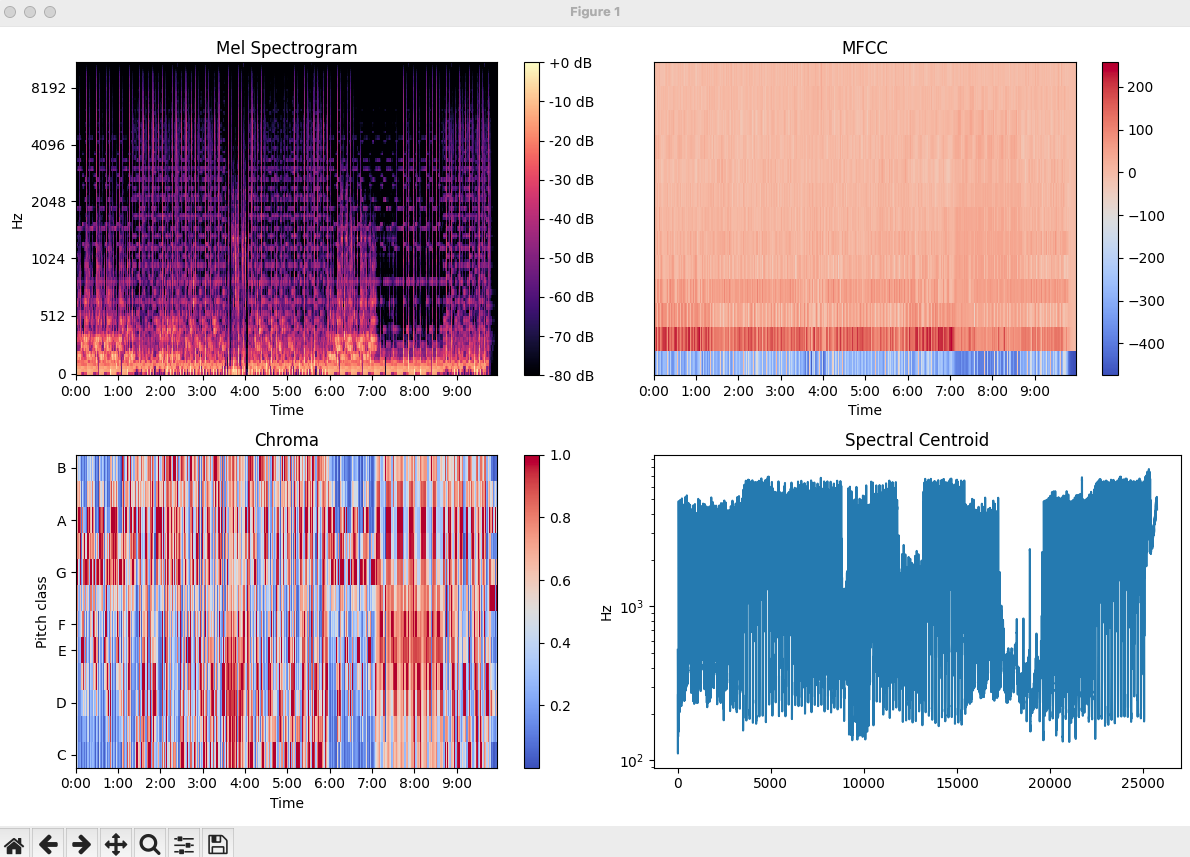 Figure 1
Mel Spectrogram
Hz
8192
4096
2048
1024
512
0
0:00 1:00 2:00 3:00 4:00 5:00 6:00 7:00 8:00 9:00
Time
+0 dB
-10 dB
-20 dB
-30 dB
-40 dB
-50 dB
-60 dB
-70 dB
-80 dB
MFCC
0:00 1:00 2:00 3:00 4:00 5:00 6:00 7:00 8:00 9:00
Time
200
100
0
−100
−200
−300
−400
Chroma
Pitch class
B
A
G
F
E
D
C
0:00 1:00 2:00 3:00 4:00 5:00 6:00 7:00 8:00 9:00
Time
1.0
0.8
0.6
0.4
0.2
Spectral Centroid
Hz
10³
10²
0 5000 10000 15000 20000 25000